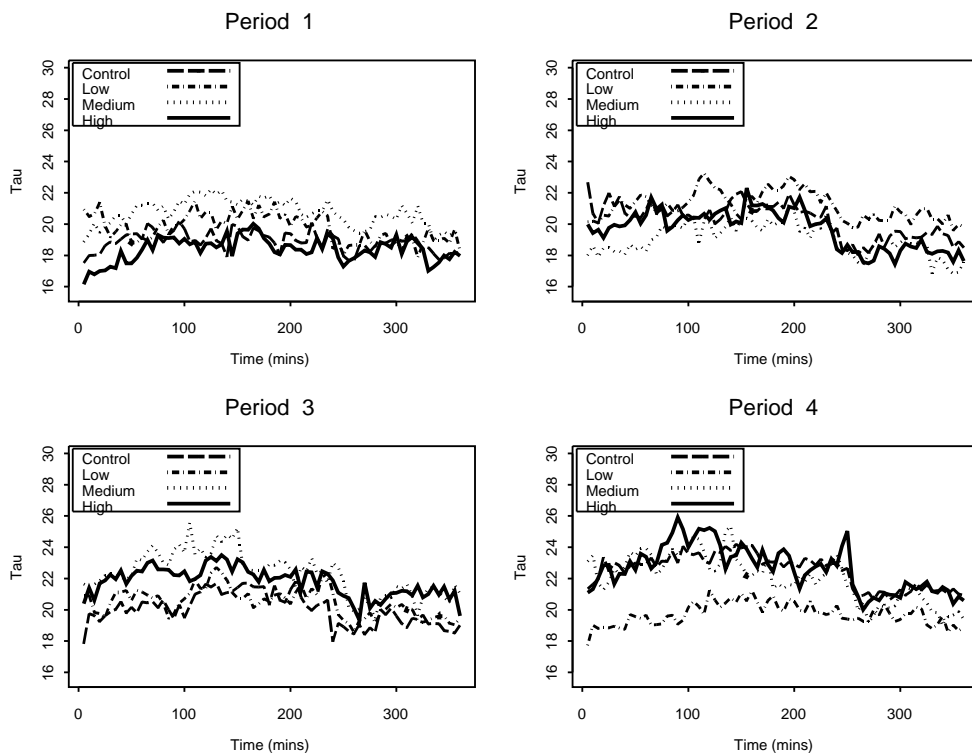 Period 1
Tau
30
28
26
24
22
20
18
16
Control
Low
Medium
High
0
100
200
300
Time (mins)
Period 2
Tau
30
28
26
24
22
20
18
16
Control
Low
Medium
High
0
100
200
300
Time (mins)
Period 3
Tau
30
28
26
24
22
20
18
16
Control
Low
Medium
High
0
100
200
300
Time (mins)
Period 4
Tau
30
28
26
24
22
20
18
16
Control
Low
Medium
High
0
100
200
300
Time (mins)